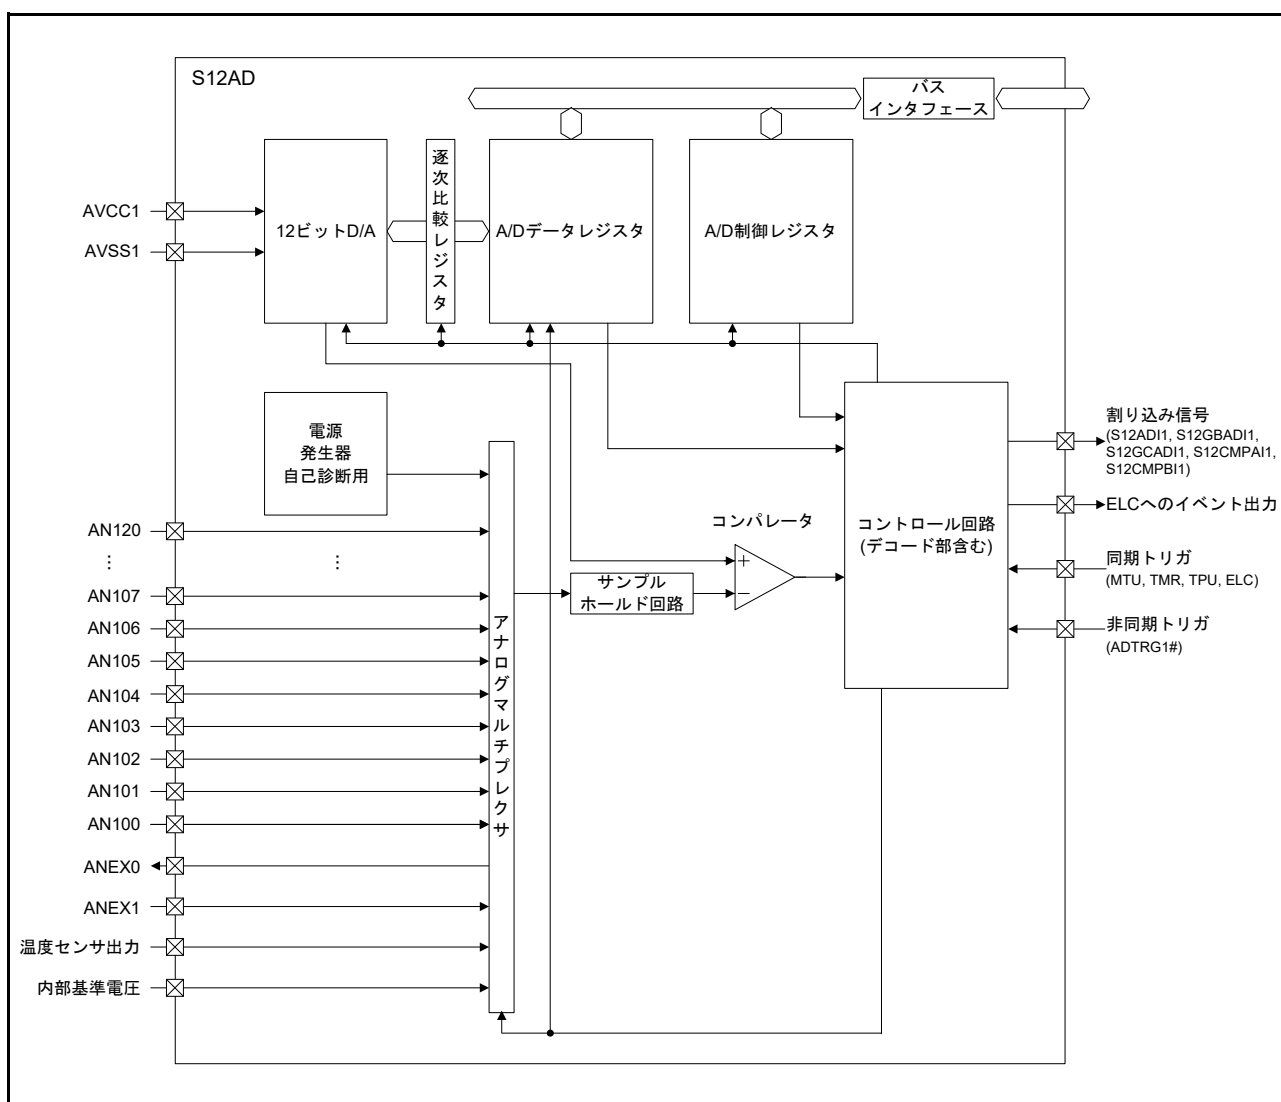 S12AD
バス
インタフェース
逐次比較レジスタ
AVCC1
12ビットD/A
A/Dデータレジスタ
A/D制御レジスタ
AVSS1
電源
発生器
自己診断用
割り込み信号
(S12ADI1, S12GBADI1,
S12GCADI1, S12CMPAI1,
S12CMPBI1)
ELCへのイベント出力
コンパレータ
コントロール回路
(デコード部含む)
同期トリガ
(MTU, TMR, TPU, ELC)
非同期トリガ
(ADTRG1#)
+
−
サンプル
ホールド回路
アナログマルチプレクサ
AN120
⋮
⋮
AN107
AN106
AN105
AN104
AN103
AN102
AN101
AN100
ANEX0
ANEX1
温度センサ出力
内部基準電圧